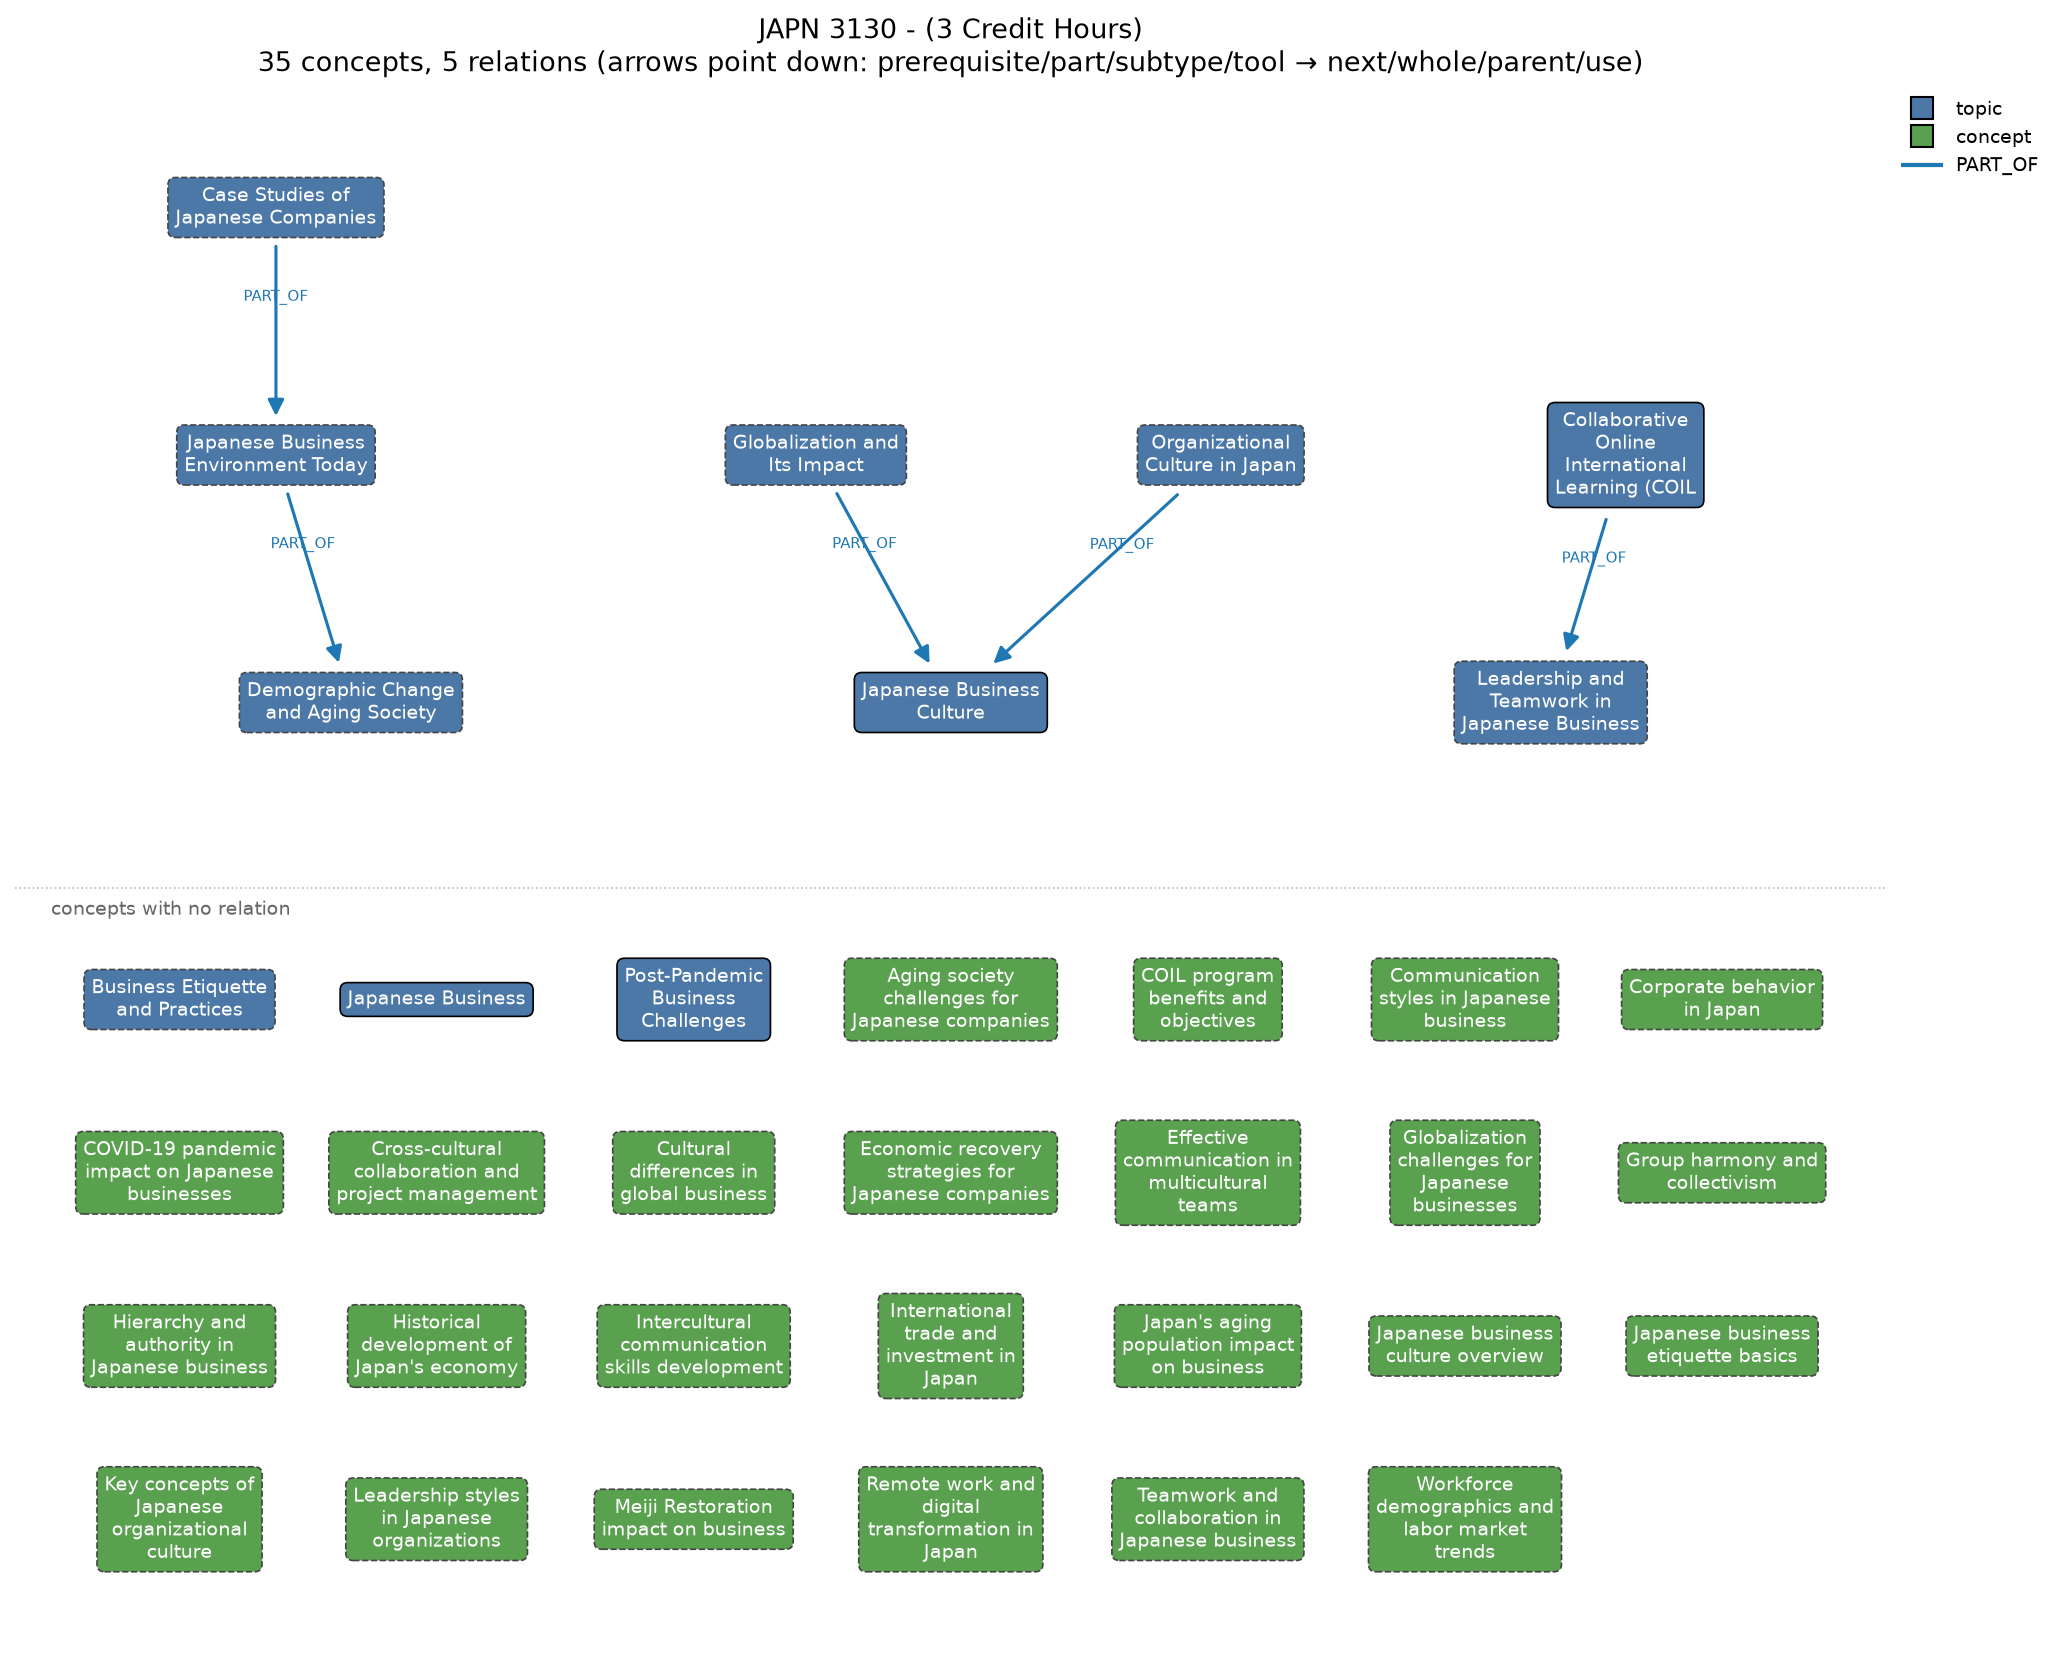 JAPN 3130 - (3 Credit Hours)
35 concepts, 5 relations (arrows point down: prerequisite/part/subtype/tool → next/whole/parent/use)
topic
concept
PART_OF
Case Studies of
Japanese Companies
PART_OF
Japanese Business
Environment Today
Globalization and
Its Impact
Organizational
Culture in Japan
Collaborative
Online
International
Learning (COIL
PART_OF
PART_OF
PART_OF
PART_OF
Demographic Change
and Aging Society
Japanese Business
Culture
Leadership and
Teamwork in
Japanese Business
concepts with no relation
Business Etiquette
and Practices
Japanese Business
Post-Pandemic
Business
Challenges
Aging society
challenges for
Japanese companies
COIL program
benefits and
objectives
Communication
styles in Japanese
business
Corporate behavior
in Japan
COVID-19 pandemic
impact on Japanese
businesses
Cross-cultural
collaboration and
project management
Cultural
differences in
global business
Economic recovery
strategies for
Japanese companies
Effective
communication in
multicultural
teams
Globalization
challenges for
Japanese
businesses
Group harmony and
collectivism
Hierarchy and
authority in
Japanese business
Historical
development of
Japan's economy
Intercultural
communication
skills development
International
trade and
investment in
Japan
Japan's aging
population impact
on business
Japanese business
culture overview
Japanese business
etiquette basics
Key concepts of
Japanese
organizational
culture
Leadership styles
in Japanese
organizations
Meiji Restoration
impact on business
Remote work and
digital
transformation in
Japan
Teamwork and
collaboration in
Japanese business
Workforce
demographics and
labor market
trends